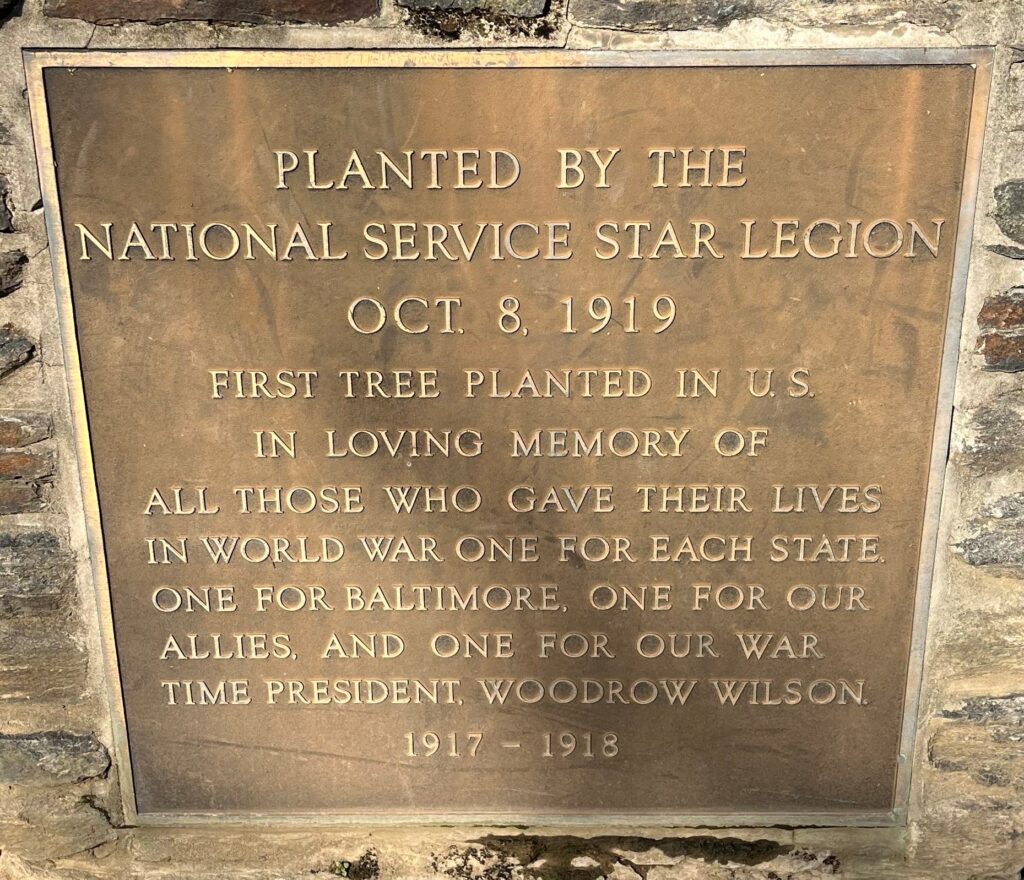 PLANTED BY THE
NATIONAL SERVICE STAR LEGION
OCT. 8, 1919
FIRST TREE PLANTED IN U.S.
IN LOVING MEMORY OF
ALL THOSE WHO GAVE THEIR LIVES
IN WORLD WAR ONE FOR EACH STATE.
ONE FOR BALTIMORE, ONE FOR OUR
ALLIES, AND ONE FOR OUR WAR
TIME PRESIDENT, WOODROW WILSON.
1917 – 1918